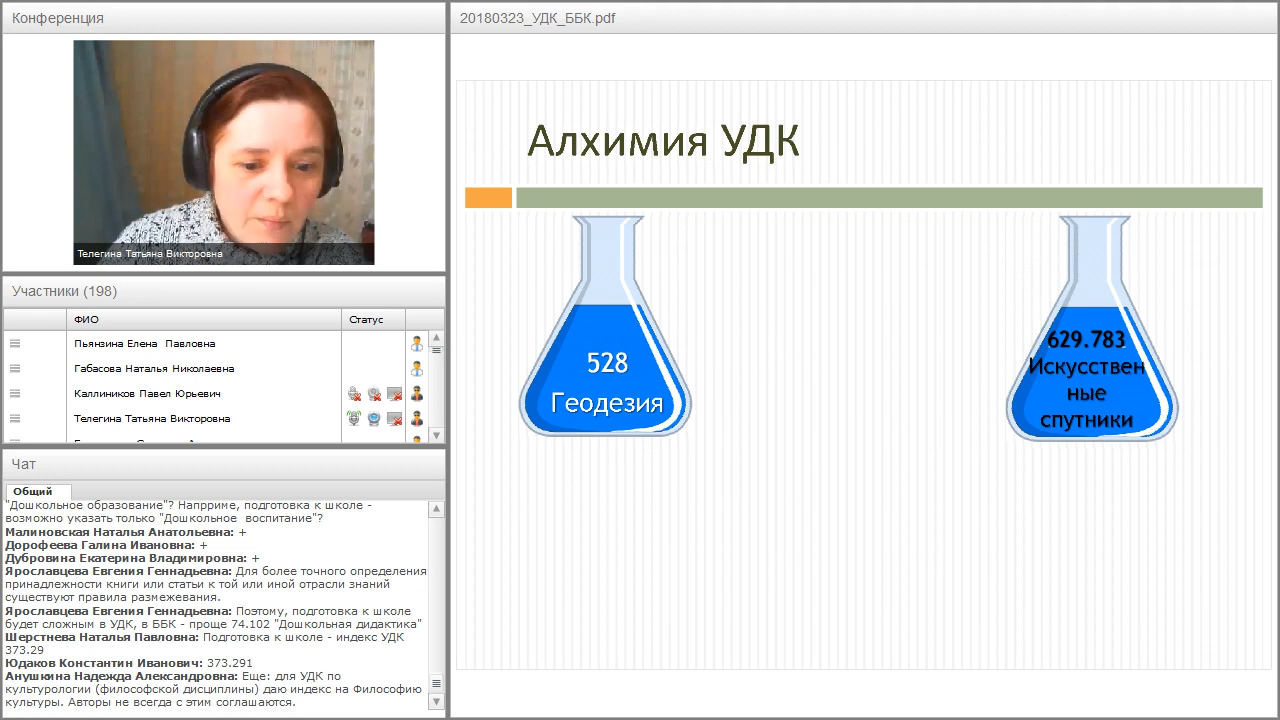 Конференция
Телегина Татьяна Викторовна
Участники (198)
ФИО
Статус
Пьянзина Елена Павловна
Габасова Наталья Николаевна
Каллиников Павел Юрьевич
Телегина Татьяна Викторовна
Чат
Общий
"Дошкольное образование"? Напрриме, подготовка к школе -
возможно указать только "Дошкольное воспитание"?
Малиновская Наталья Анатольевна: +
Дорофеева Галина Ивановна: +
Дубровина Екатерина Владимировна: +
Ярославцева Евгения Геннадьевна: Для более точного определения
принадлежности книги или статьи к той или иной отрасли знаний
существуют правила размежевания.
Ярославцева Евгения Геннадьевна: Поэтому, подготовка к школе
будет сложным в УДК, в ББК - проще 74.102 "Дошкольная дидактика"
Шерстнева Наталья Павловна: Подготовка к школе - индекс УДК
373.29
Юдаков Константин Иванович: 373.291
Анушкина Надежда Александровна: Еще: для УДК по
культурологии (философской дисциплины) даю индекс на Философию
культуры. Авторы не всегда с этим соглашаются.
20180323_УДК_ББК.pdf
Алхимия УДК
528
Геодезия
629.783
Искусствен
ные
спутники